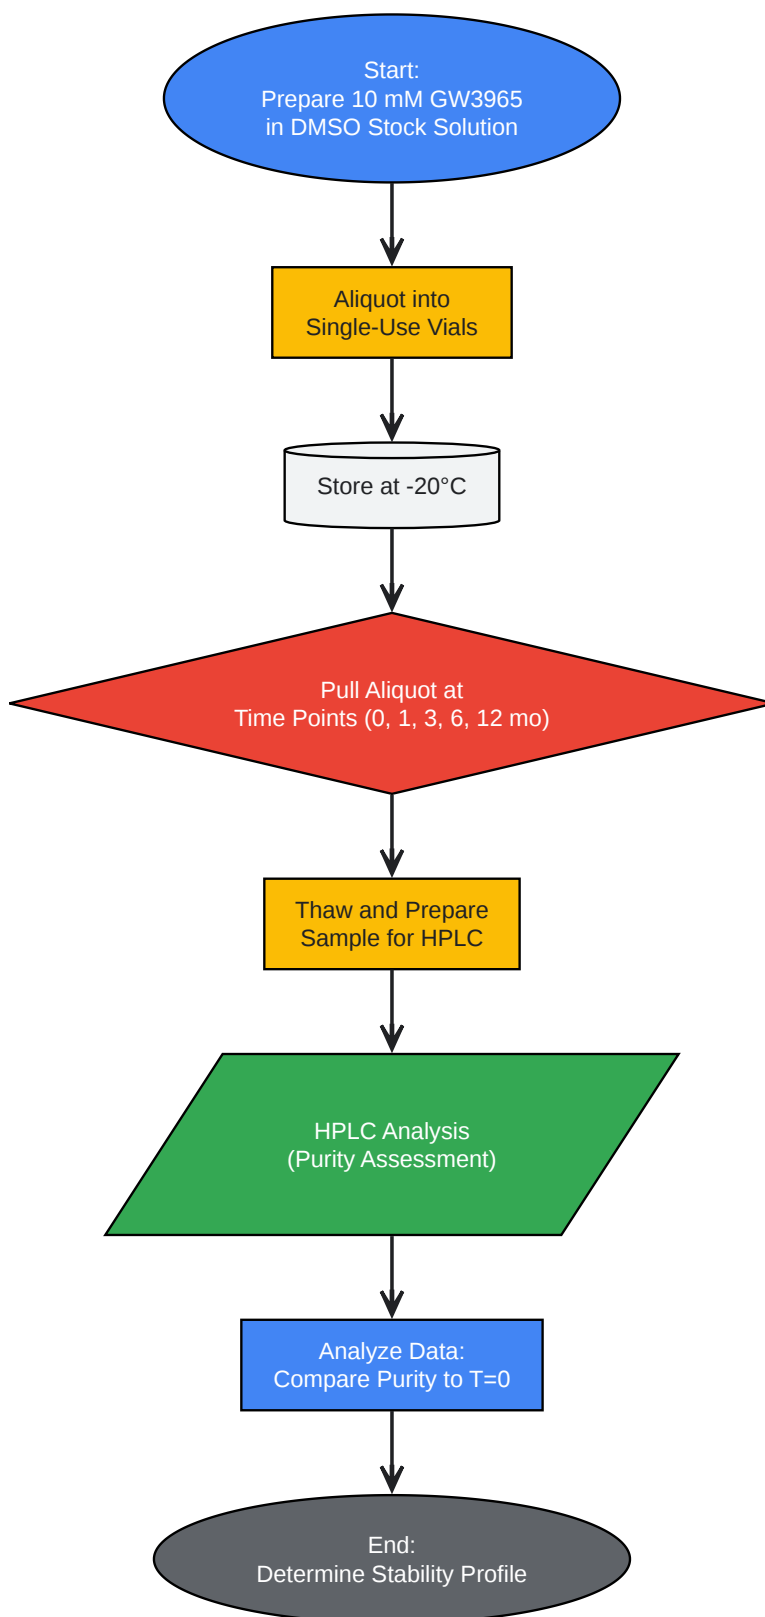 Start:
Prepare 10 mM GW3965
in DMSO Stock Solution
Aliquot into
Single-Use Vials
Store at -20°C
Pull Aliquot at
Time Points (0, 1, 3, 6, 12 mo)
Thaw and Prepare
Sample for HPLC
HPLC Analysis
(Purity Assessment)
Analyze Data:
Compare Purity to T=0
End:
Determine Stability Profile